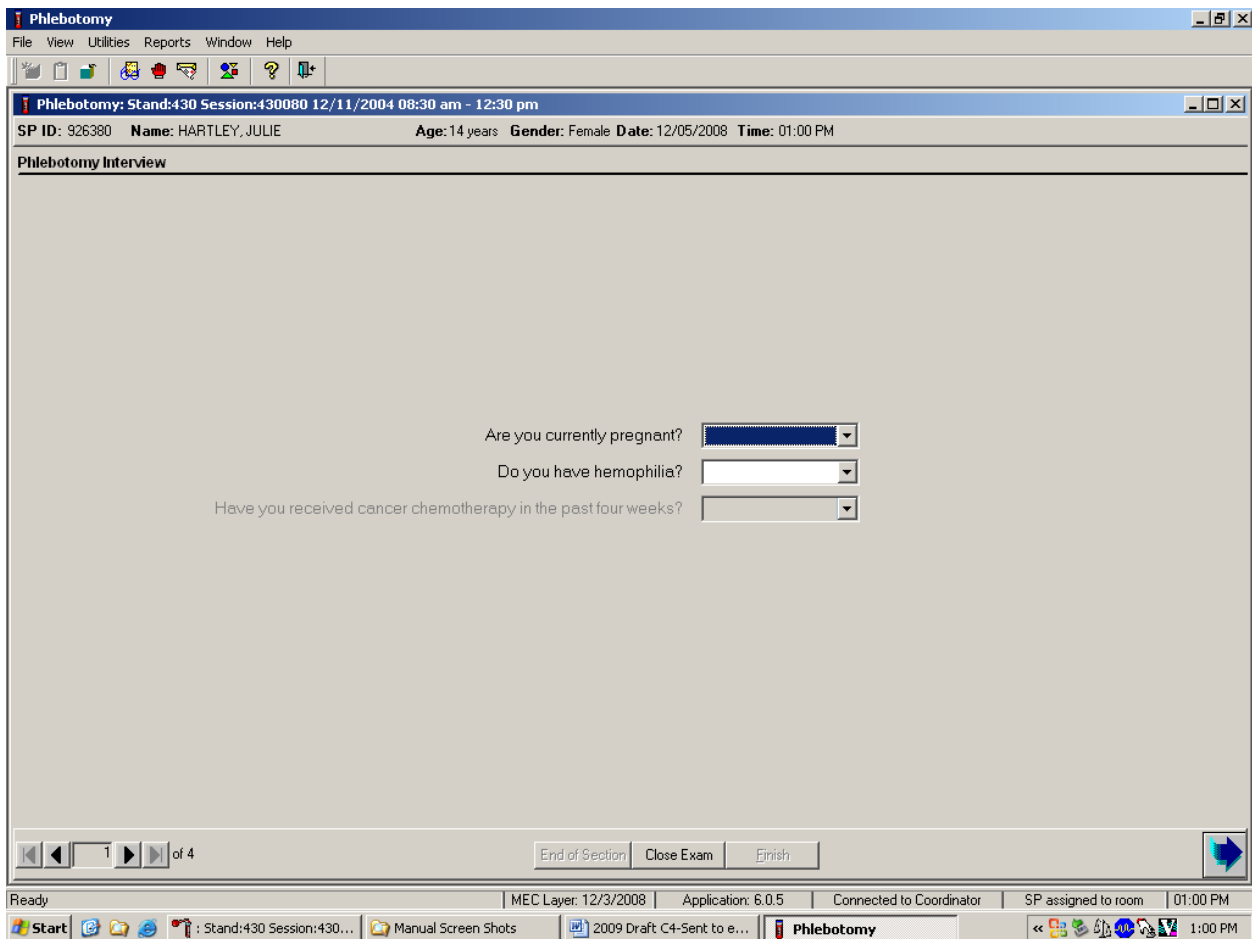 Phlebotomy
File View Utilities Reports Window Help
Phlebotomy: Stand:430 Session:430080 12/11/2004 08:30 am - 12:30 pm
SP ID: 926380 Name: HARTLEY, JULIE Age: 14 years Gender: Female Date: 12/05/2008 Time: 01:00 PM
Phlebotomy Interview
Are you currently pregnant?
Do you have hemophilia?
Have you received cancer chemotherapy in the past four weeks?
1 of 4 End of Section Close Exam Finish
Ready MEC Layer: 12/3/2008 Application: 6.0.5 Connected to Coordinator SP assigned to room 01:00 PM
Start : Stand:430 Session:430... Manual Screen Shots 2009 Draft C4-Sent to e... Phlebotomy « 1:00 PM